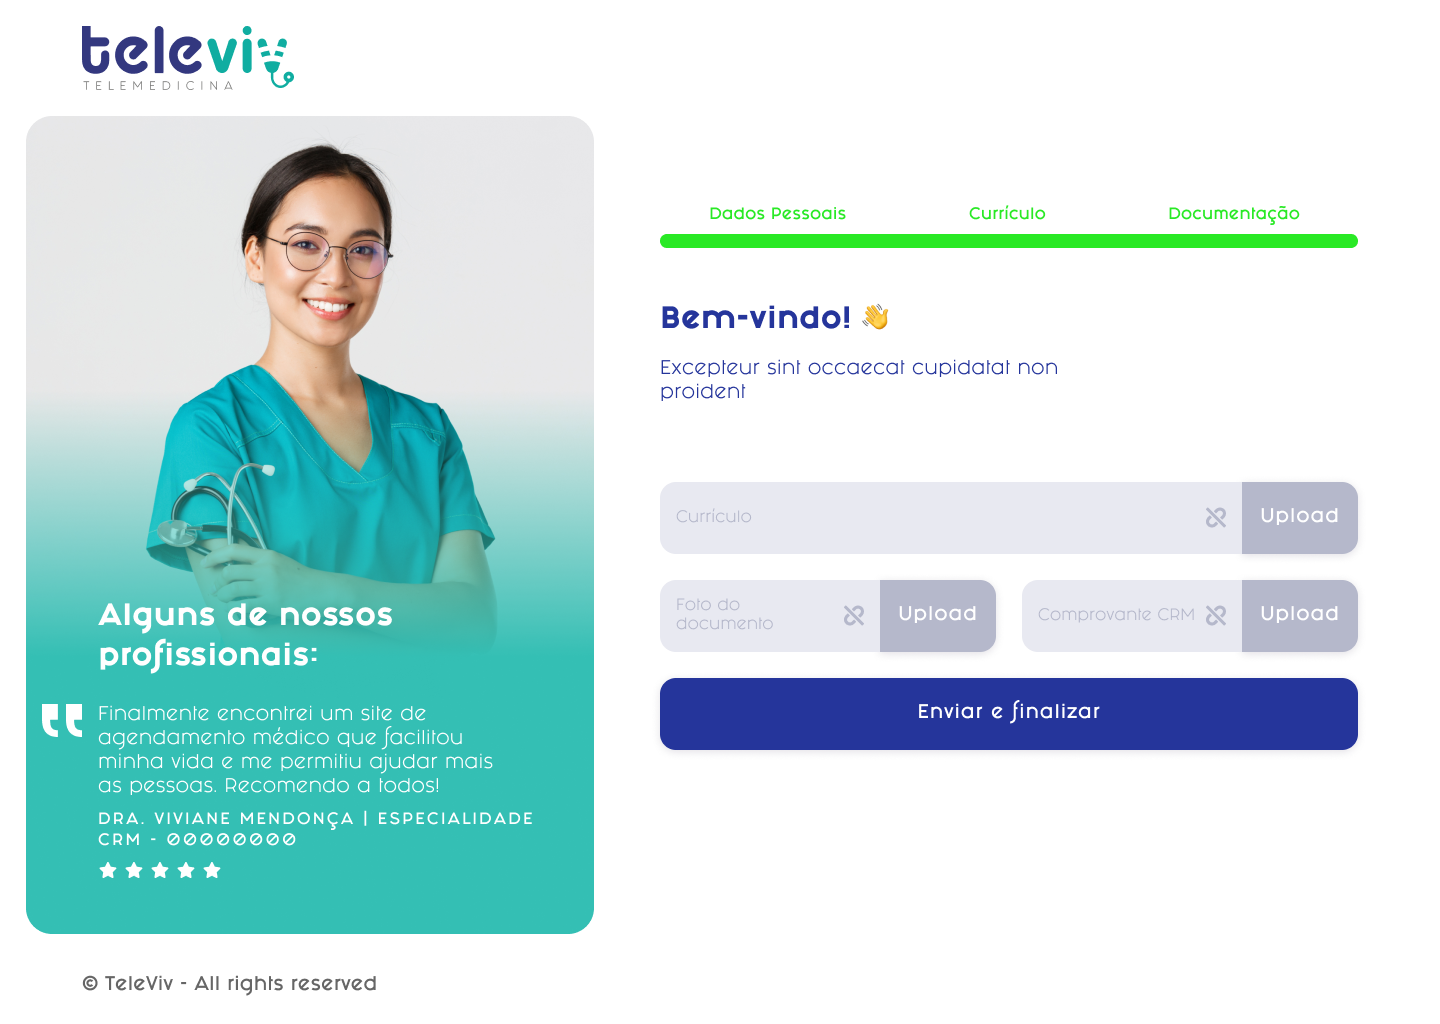 televiv
TELEMEDICINA
Dados Pessoais
Currículo
Documentação
Bem-vindo! 👋
Excepteur sint occaecat cupidatat non
proident
Currículo
Upload
Foto do
documento
Upload
Comprovante CRM
Upload
Enviar e finalizar
Alguns de nossos
profissionais:
Finalmente encontrei um site de
agendamento médico que facilitou
minha vida e me permitiu ajudar mais
as pessoas. Recomendo a todos!
DRA. VIVIANE MENDONÇA | ESPECIALIDADE
CRM - 00000000
© TeleViv - All rights reserved